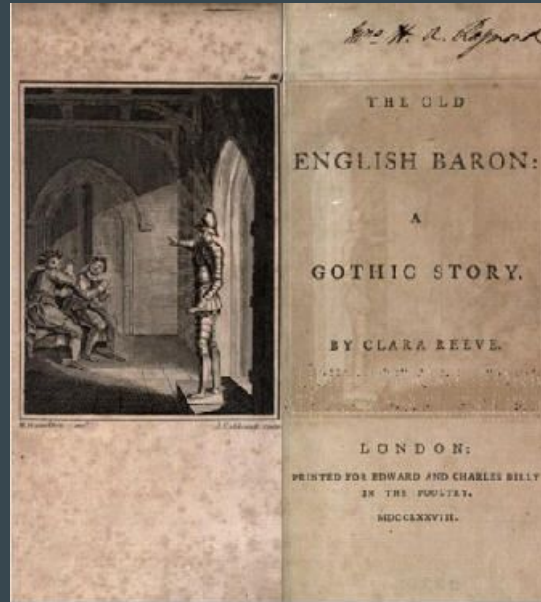 THE OLD
ENGLISH BARON:
A
GOTHIC STORY.
BY CLARA REEVE.
LONDON:
PRINTED FOR EDWARD AND CHARLES DILLY
IN THE POULTRY.
MDCCLXXVIII.